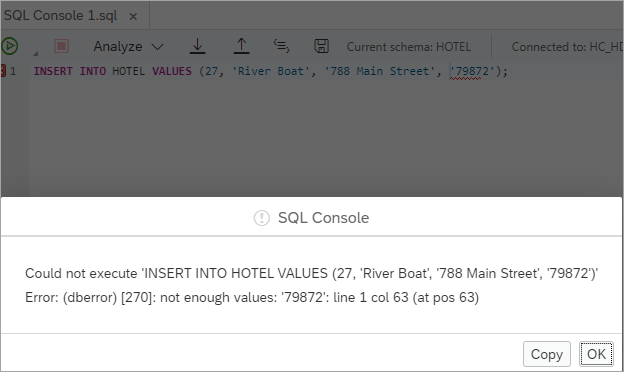 SQL Console 1.sql ×
Analyze Current schema: HOTEL Connected to: HC_HD
1 INSERT INTO HOTEL VALUES (27, 'River Boat', '788 Main Street', '79872');
SQL Console
Could not execute 'INSERT INTO HOTEL VALUES (27, 'River Boat', '788 Main Street', '79872')'
Error: (dberror) [270]: not enough values: '79872': line 1 col 63 (at pos 63)
Copy OK